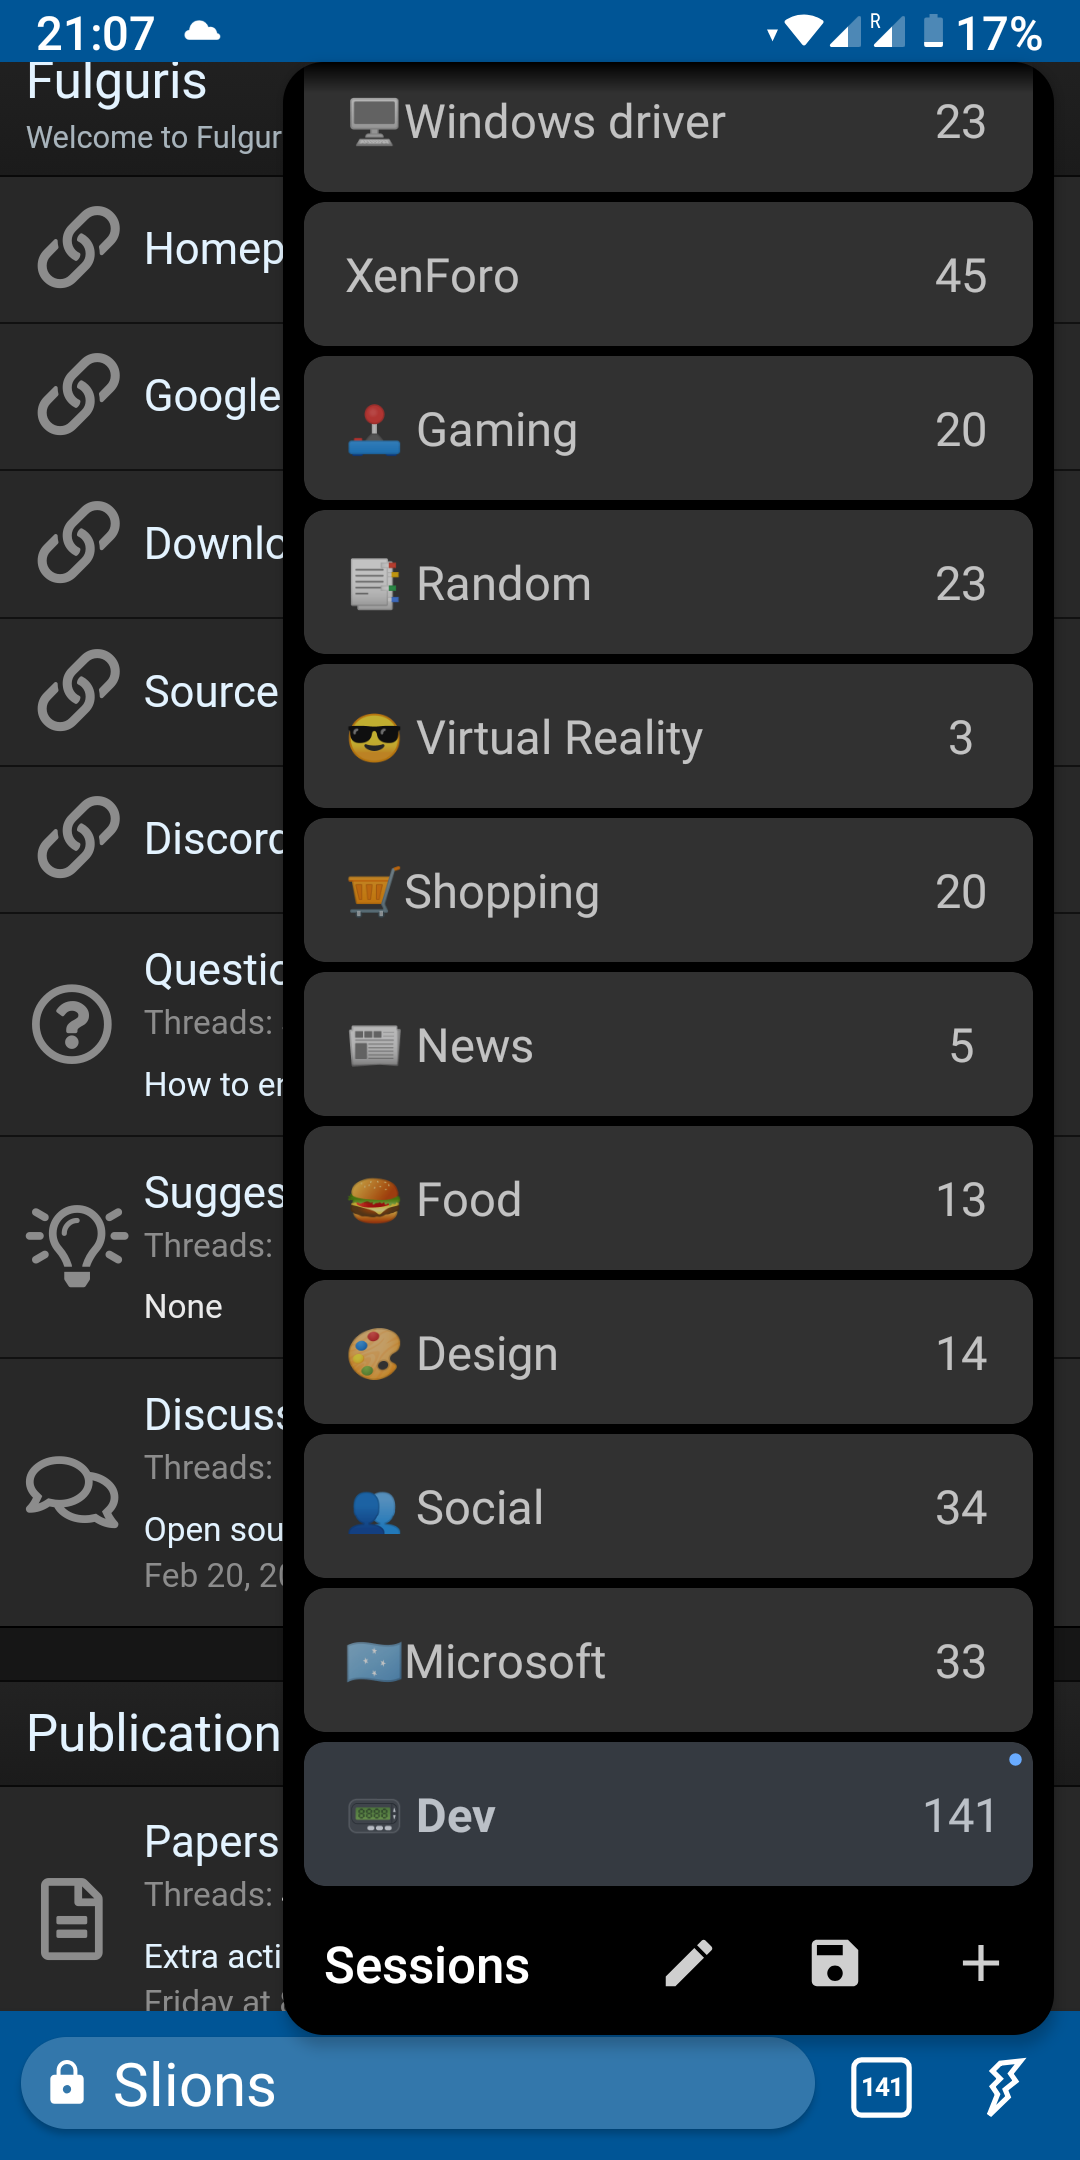 21:07
R
17%
Fulguris
Welcome to Fulgur
Homep
Google
Downlo
Source
Discord
Questic
Threads:
How to er
Sugges
Threads:
None
Discuss
Threads:
Open sou
Feb 20, 20
Publication
Papers
Threads:
Extra acti
Friday at
Windows driver 23
XenForo 45
Gaming 20
Random 23
Virtual Reality 3
Shopping 20
News 5
Food 13
Design 14
Social 34
Microsoft 33
Dev 141
Sessions
Slions
141